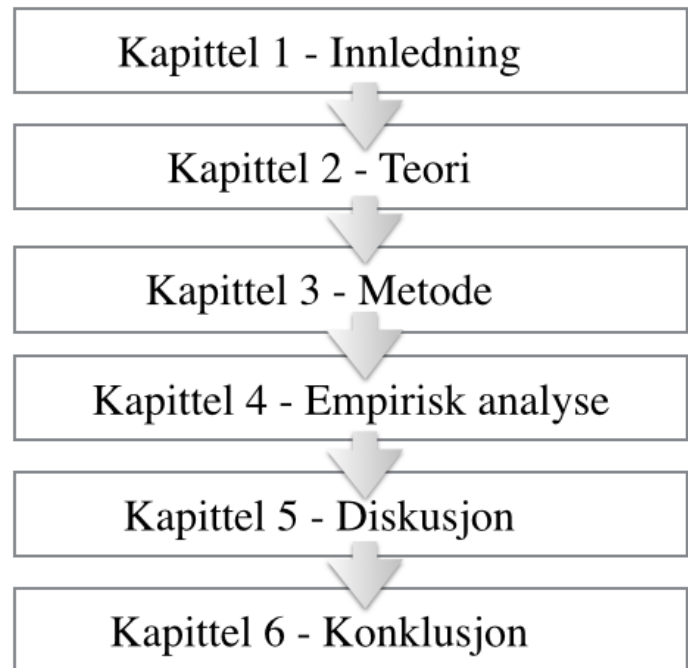 Kapittel 1 - Innledning
Kapittel 2 - Teori
Kapittel 3 - Metode
Kapittel 4 - Empirisk analyse
Kapittel 5 - Diskusjon
Kapittel 6 - Konklusjon